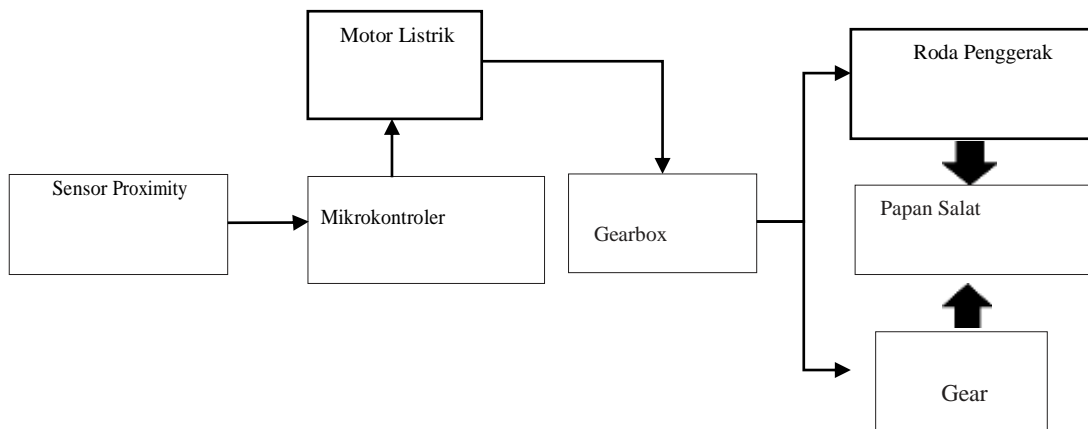 Motor Listrik
Roda Penggerak
Sensor Proximity
Mikrokontroler
Gearbox
Papan Salat
Gear